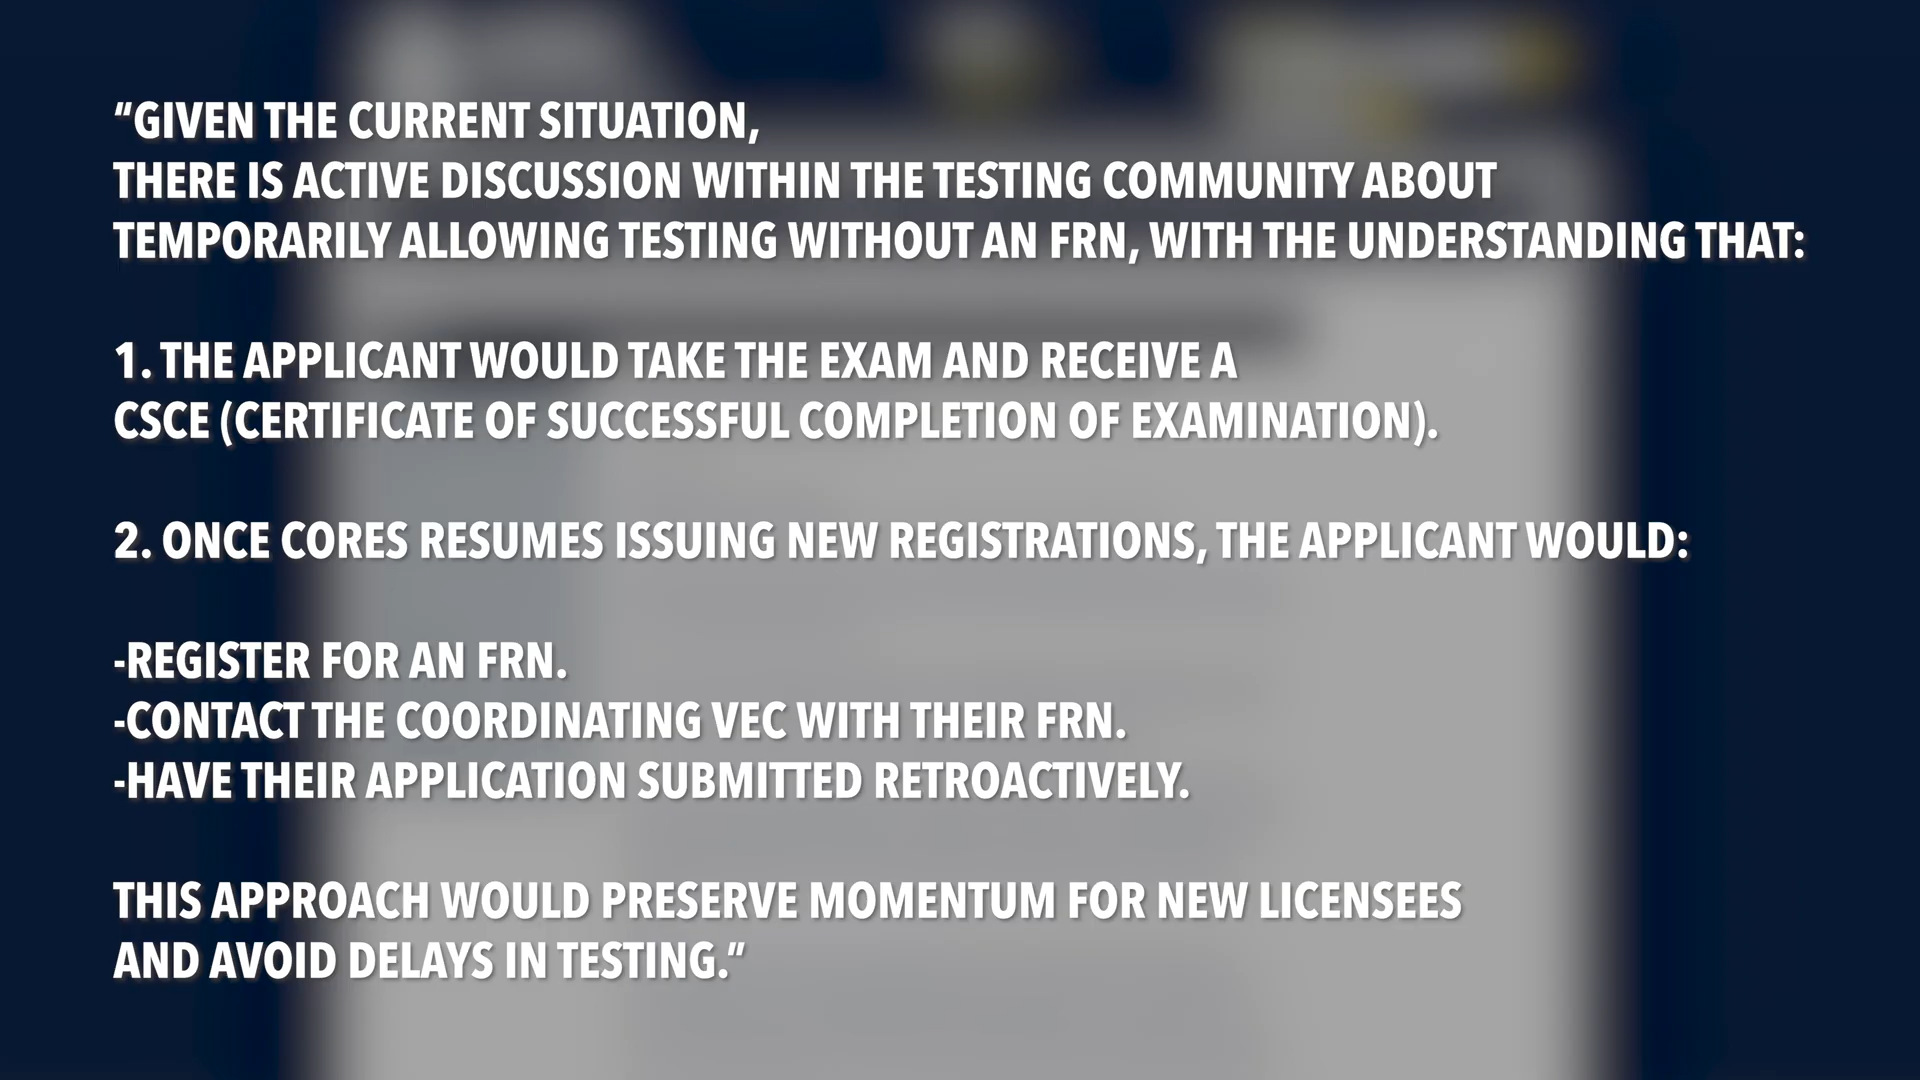 “GIVEN THE CURRENT SITUATION,
THERE IS ACTIVE DISCUSSION WITHIN THE TESTING COMMUNITY ABOUT
TEMPORARILY ALLOWING TESTING WITHOUT AN FRN, WITH THE UNDERSTANDING THAT:
1. THE APPLICANT WOULD TAKE THE EXAM AND RECEIVE A
CSCE (CERTIFICATE OF SUCCESSFUL COMPLETION OF EXAMINATION).
2. ONCE CORES RESUMES ISSUING NEW REGISTRATIONS, THE APPLICANT WOULD:
-REGISTER FOR AN FRN.
-CONTACT THE COORDINATING VEC WITH THEIR FRN.
-HAVE THEIR APPLICATION SUBMITTED RETROACTIVELY.
THIS APPROACH WOULD PRESERVE MOMENTUM FOR NEW LICENSEES
AND AVOID DELAYS IN TESTING.”